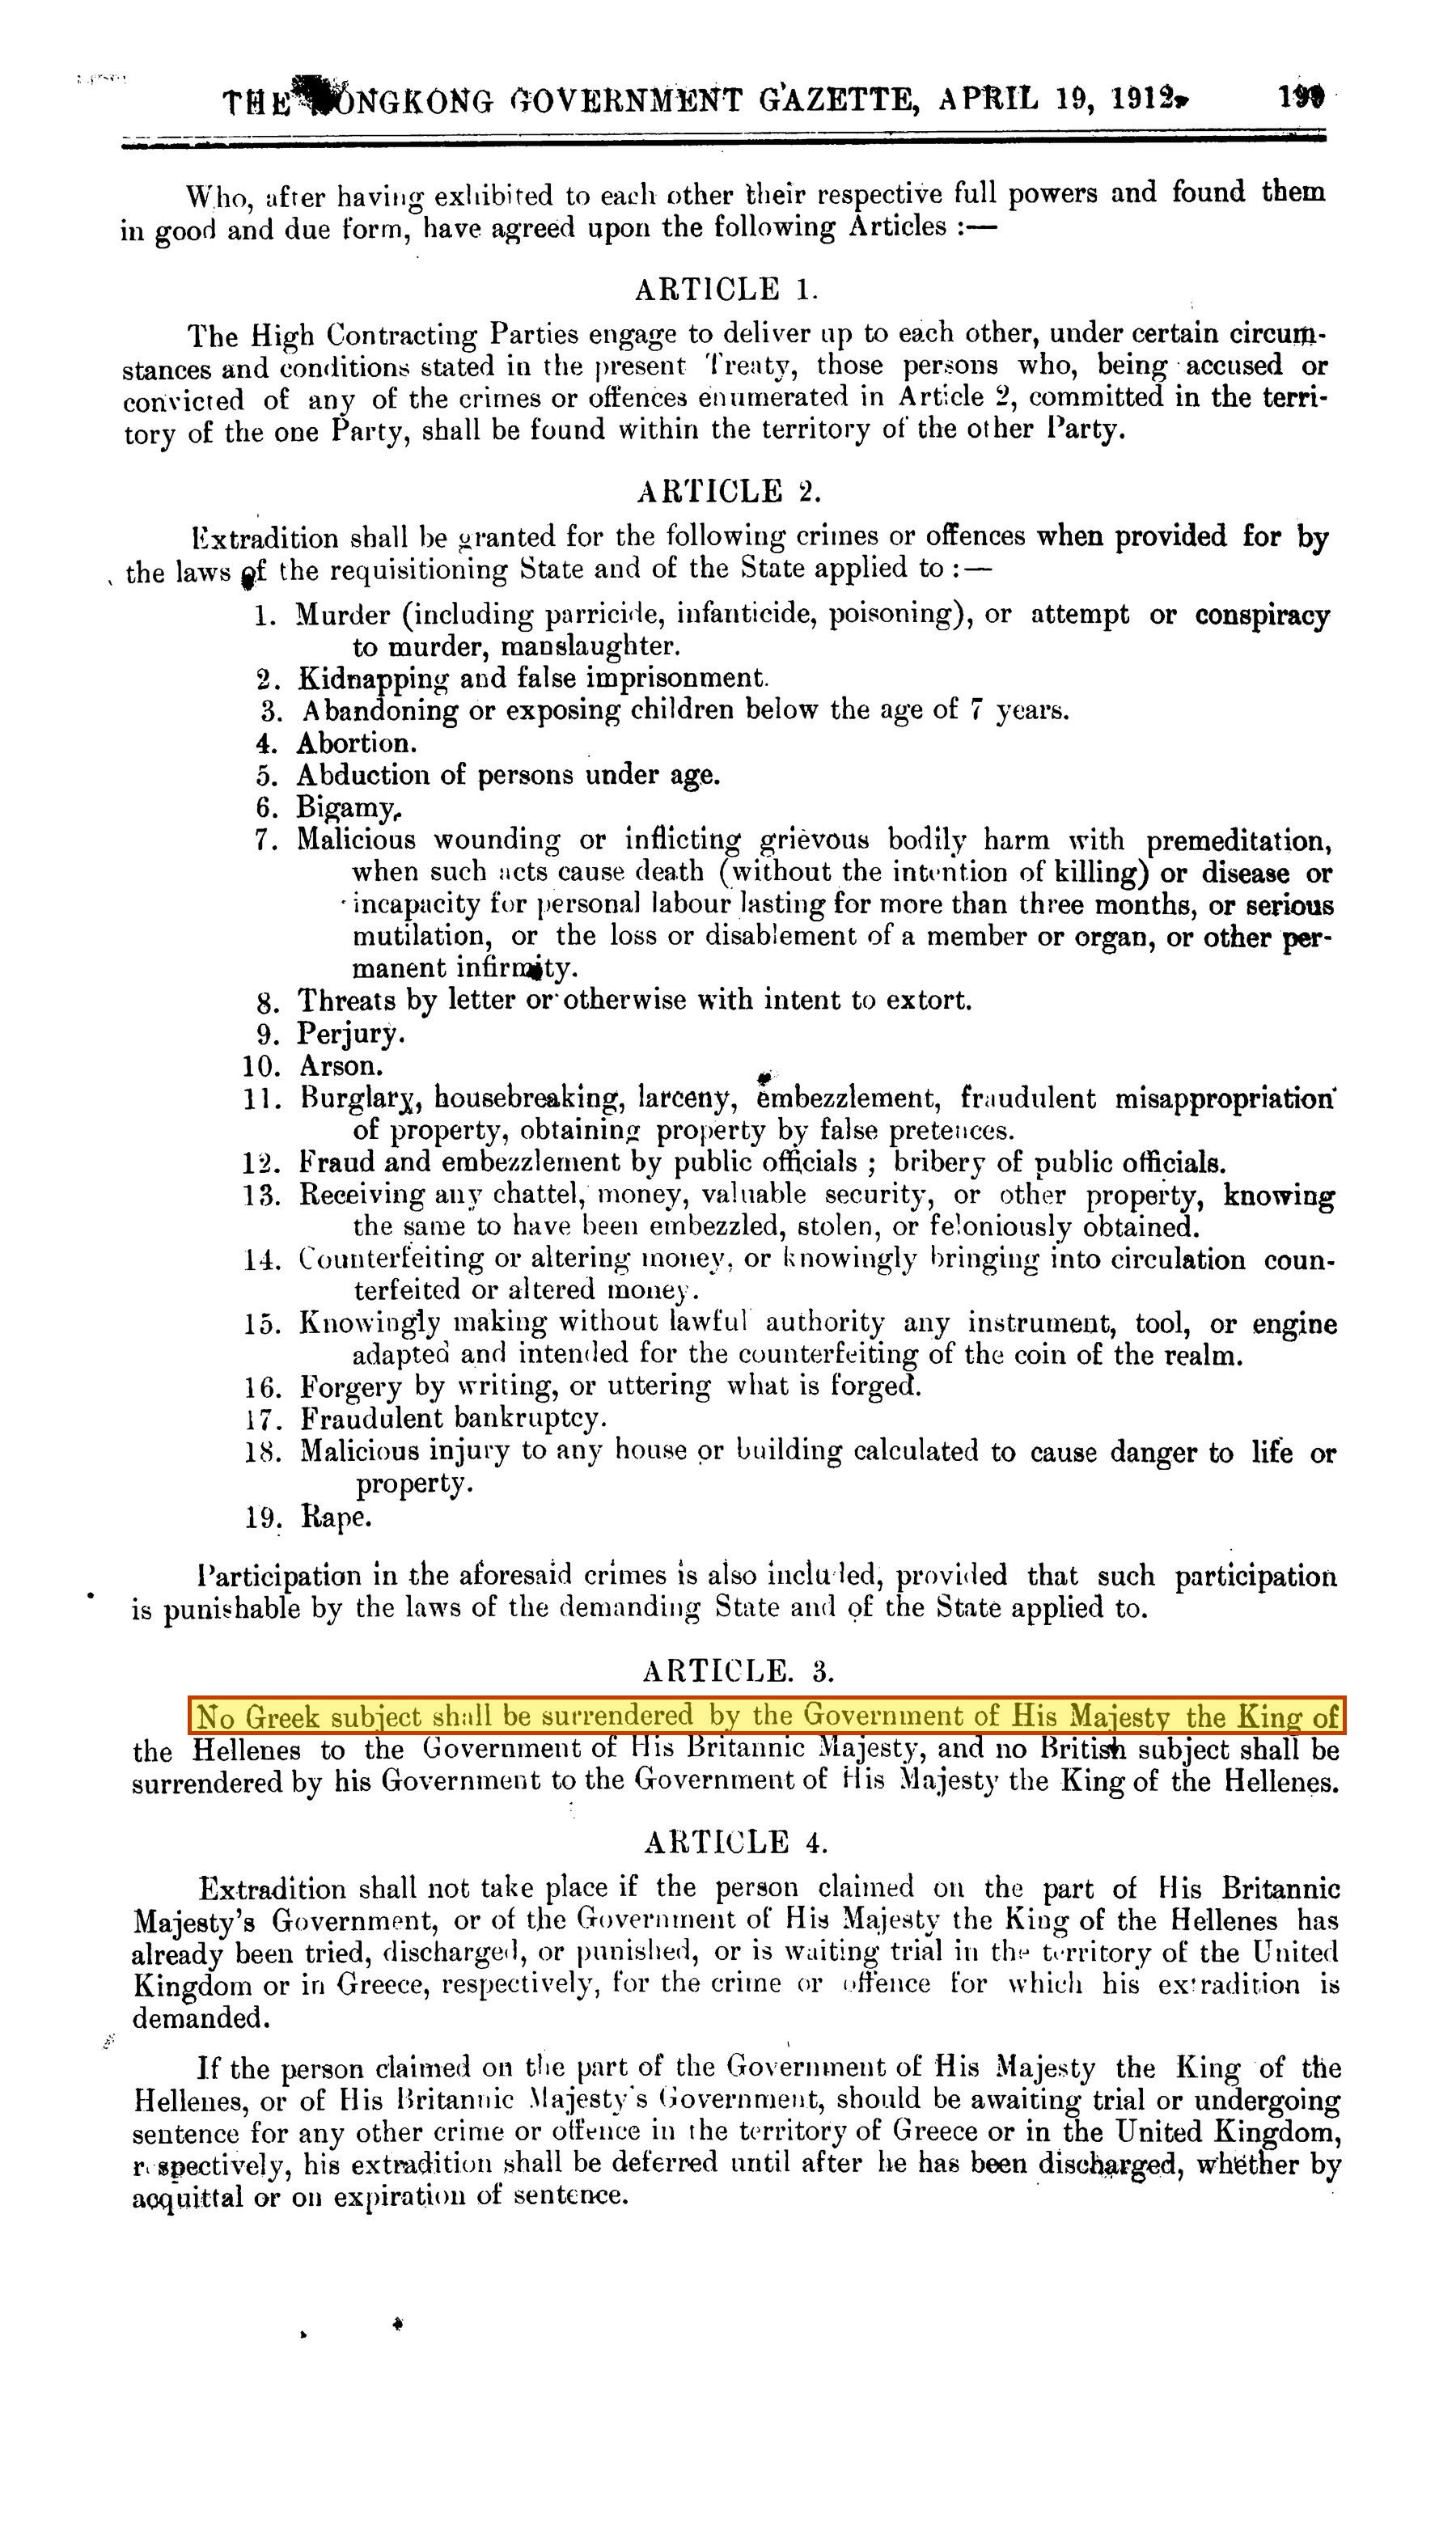 THE HONGKONG GOVERNMENT GAZETTE, APRIL 19, 1912. 199
Who, after having exhibited to each other their respective full powers and found them
in good and due form, have agreed upon the following Articles :—
ARTICLE 1.
The High Contracting Parties engage to deliver up to each other, under certain circum-
stances and conditions stated in the present Treaty, those persons who, being accused or
convicted of any of the crimes or offences enumerated in Article 2, committed in the terri-
tory of the one Party, shall be found within the territory of the other Party.
ARTICLE 2.
Extradition shall be granted for the following crimes or offences when provided for by
the laws of the requisitioning State and of the State applied to :—
1. Murder (including parricide, infanticide, poisoning), or attempt or conspiracy
to murder, manslaughter.
2. Kidnapping and false imprisonment.
3. Abandoning or exposing children below the age of 7 years.
4. Abortion.
5. Abduction of persons under age.
6. Bigamy.
7. Malicious wounding or inflicting grievous bodily harm with premeditation,
when such acts cause death (without the intention of killing) or disease or
incapacity for personal labour lasting for more than three months, or serious
mutilation, or the loss or disablement of a member or organ, or other per-
manent infirmity.
8. Threats by letter or otherwise with intent to extort.
9. Perjury.
10. Arson.
11. Burglary, housebreaking, larceny, embezzlement, fraudulent misappropriation
of property, obtaining property by false pretences.
12. Fraud and embezzlement by public officials ; bribery of public officials.
13. Receiving any chattel, money, valuable security, or other property, knowing
the same to have been embezzled, stolen, or feloniously obtained.
14. Counterfeiting or altering money, or knowingly bringing into circulation coun-
terfeited or altered money.
15. Knowingly making without lawful authority any instrument, tool, or engine
adapted and intended for the counterfeiting of the coin of the realm.
16. Forgery by writing, or uttering what is forged.
17. Fraudulent bankruptcy.
18. Malicious injury to any house or building calculated to cause danger to life or
property.
19. Rape.
Participation in the aforesaid crimes is also included, provided that such participation
is punishable by the laws of the demanding State and of the State applied to.
ARTICLE. 3.
No Greek subject shall be surrendered by the Government of His Majesty the King of
the Hellenes to the Government of His Britannic Majesty, and no British subject shall be
surrendered by his Government to the Government of His Majesty the King of the Hellenes.
ARTICLE 4.
Extradition shall not take place if the person claimed on the part of His Britannic
Majesty's Government, or of the Government of His Majesty the King of the Hellenes has
already been tried, discharged, or punished, or is waiting trial in the territory of the United
Kingdom or in Greece, respectively, for the crime or offence for which his extradition is
demanded.
If the person claimed on the part of the Government of His Majesty the King of the
Hellenes, or of His Britannic Majesty's Government, should be awaiting trial or undergoing
sentence for any other crime or offence in the territory of Greece or in the United Kingdom,
respectively, his extradition shall be deferred until after he has been discharged, whether by
acquittal or on expiration of sentence.